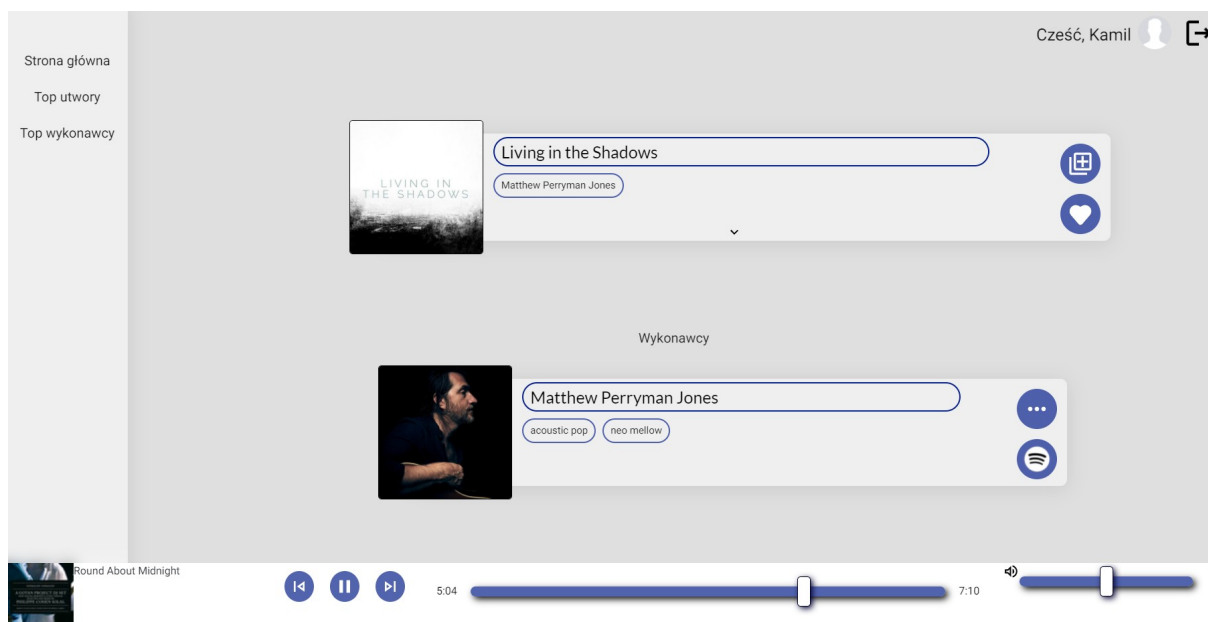 Cześć, Kamil
Strona główna
Top utwory
Top wykonawcy
LIVING IN
THE SHADOWS
Living in the Shadows
Matthew Perryman Jones
Wykonawcy
Matthew Perryman Jones
acoustic pop neo mellow
Round About Midnight
5:04
7:10